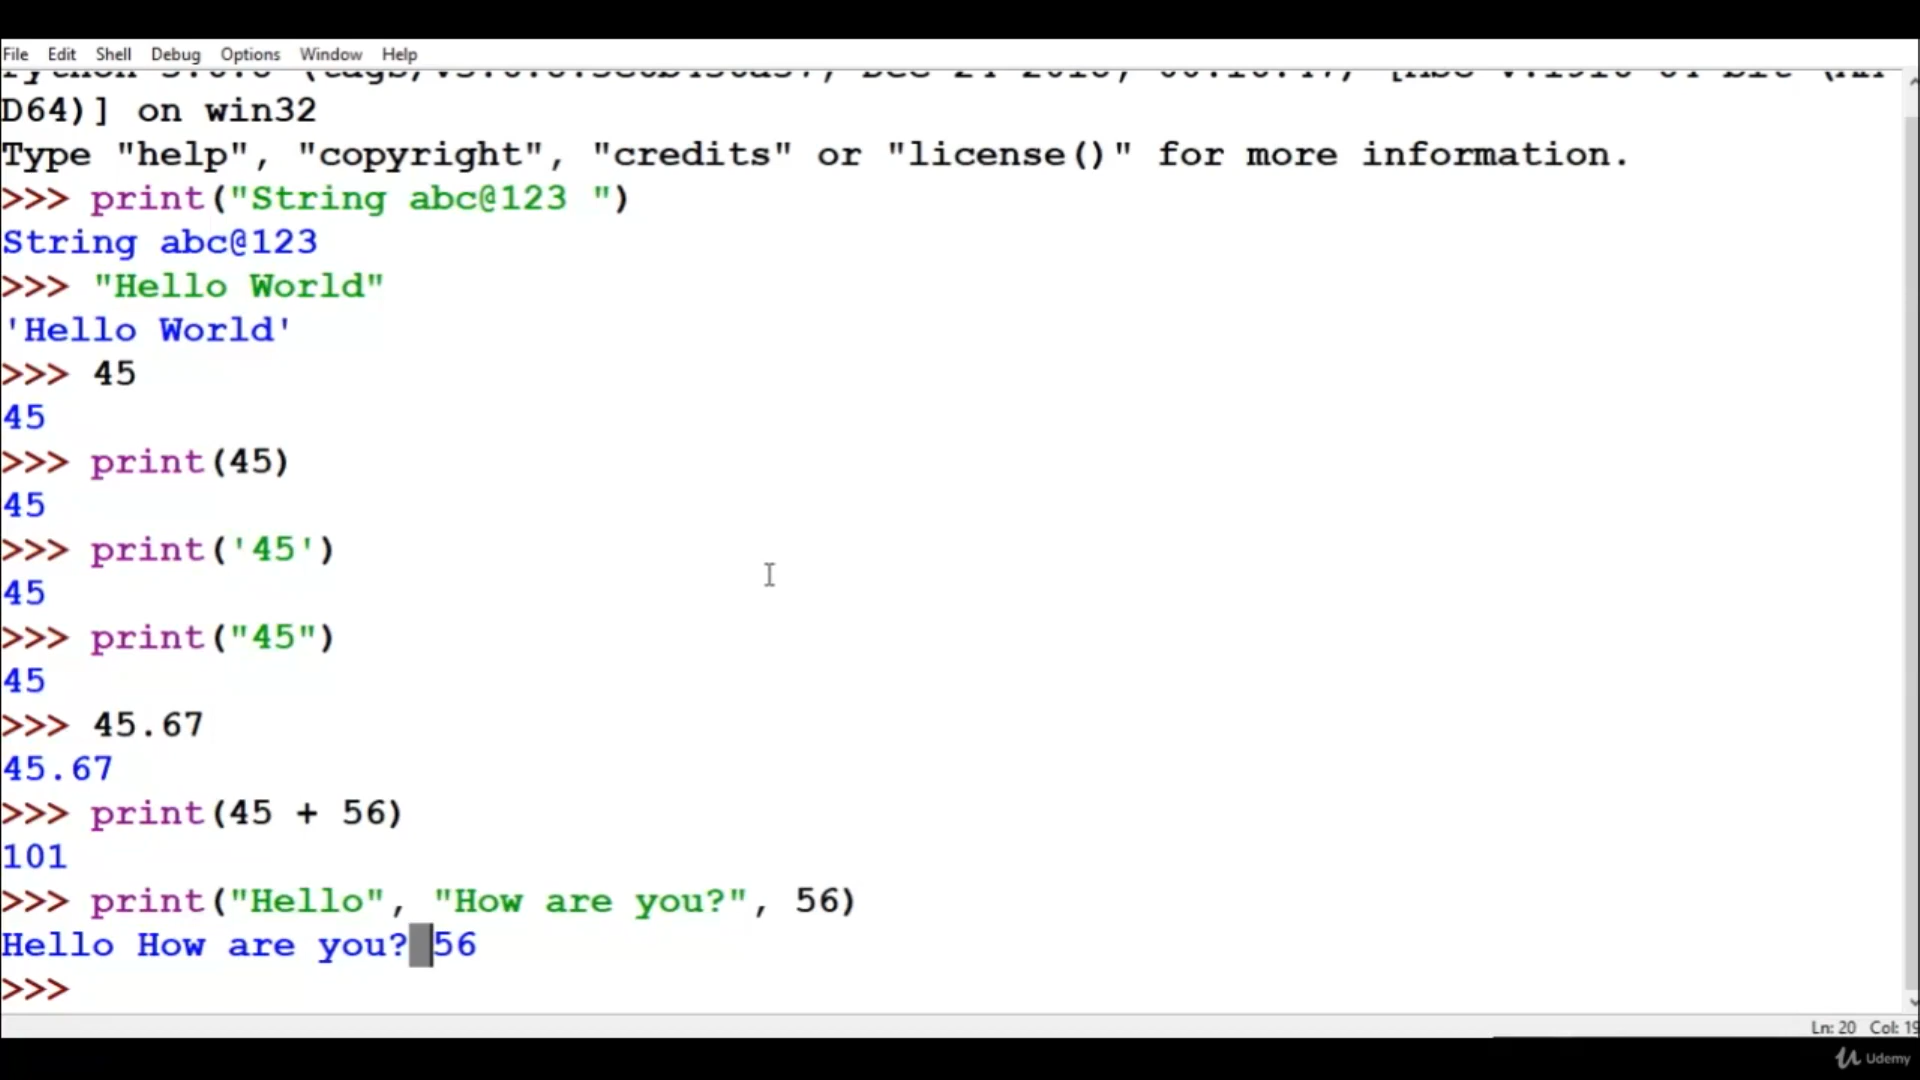 File Edit Shell Debug Options Window Help
D64)] on win32
Type "help", "copyright", "credits" or "license()" for more information.
>>> print("String abc@123 ")
String abc@123
>>> "Hello World"
'Hello World'
>>> 45
45
>>> print(45)
45
>>> print('45')
45
>>> print("45")
45
>>> 45.67
45.67
>>> print(45 + 56)
101
>>> print("Hello", "How are you?", 56)
Hello How are you? 56
>>>
Ln: 20 Col: 19
Udemy